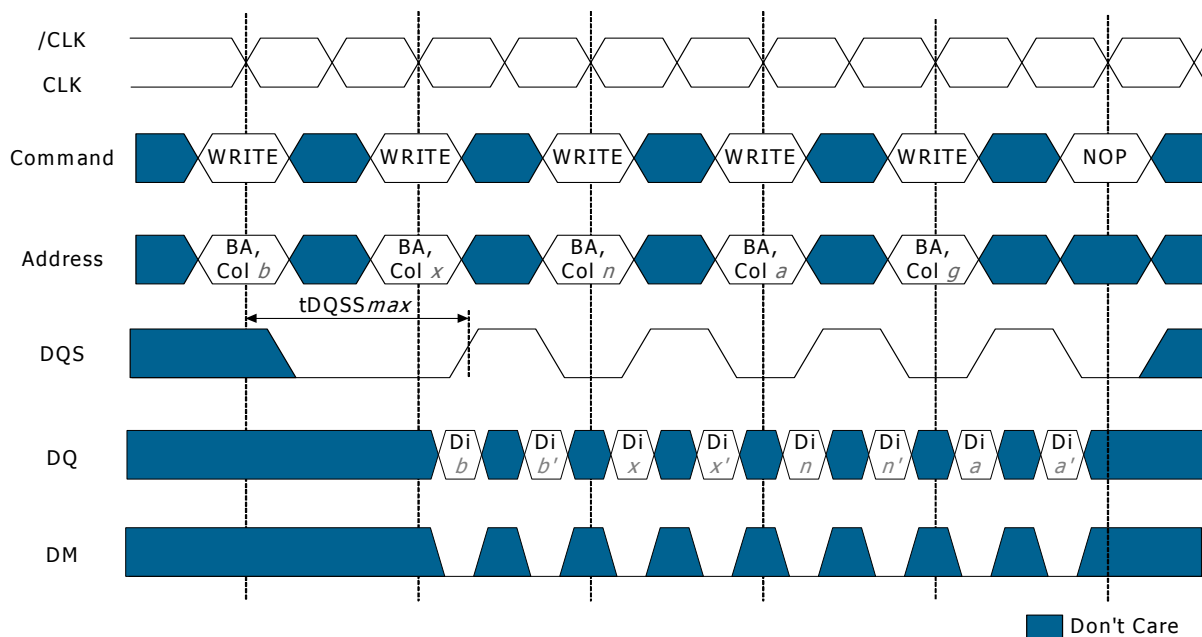 /CLK
CLK
Command
WRITE WRITE WRITE WRITE WRITE NOP
Address
BA, BA, BA, BA, BA,
Col b Col x Col n Col a Col g
tDQSSmax
DQS
DQ
Di Di Di Di Di Di Di Di
b b' x x' n n' a a'
DM
Don't Care